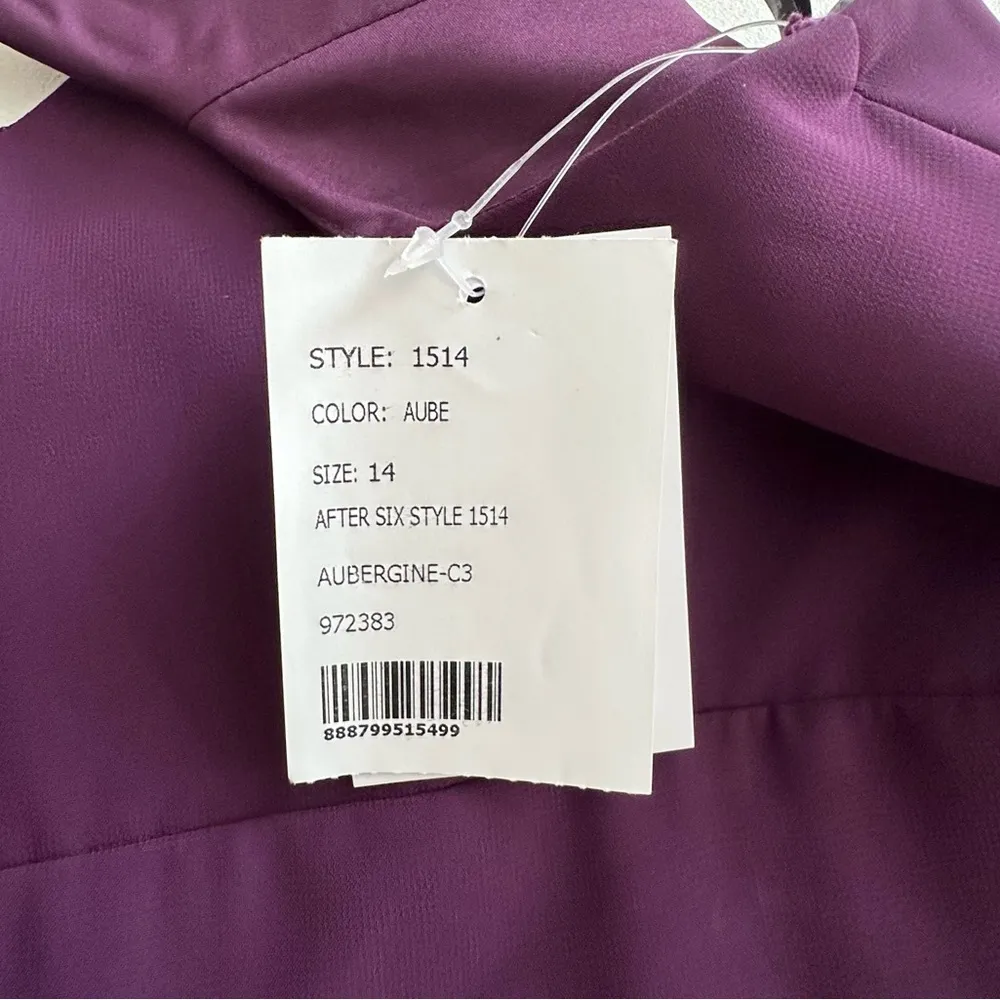 STYLE: 1514
COLOR: AUBE
SIZE: 14
AFTER SIX STYLE 1514
AUBERGINE-C3
972383
888799515499